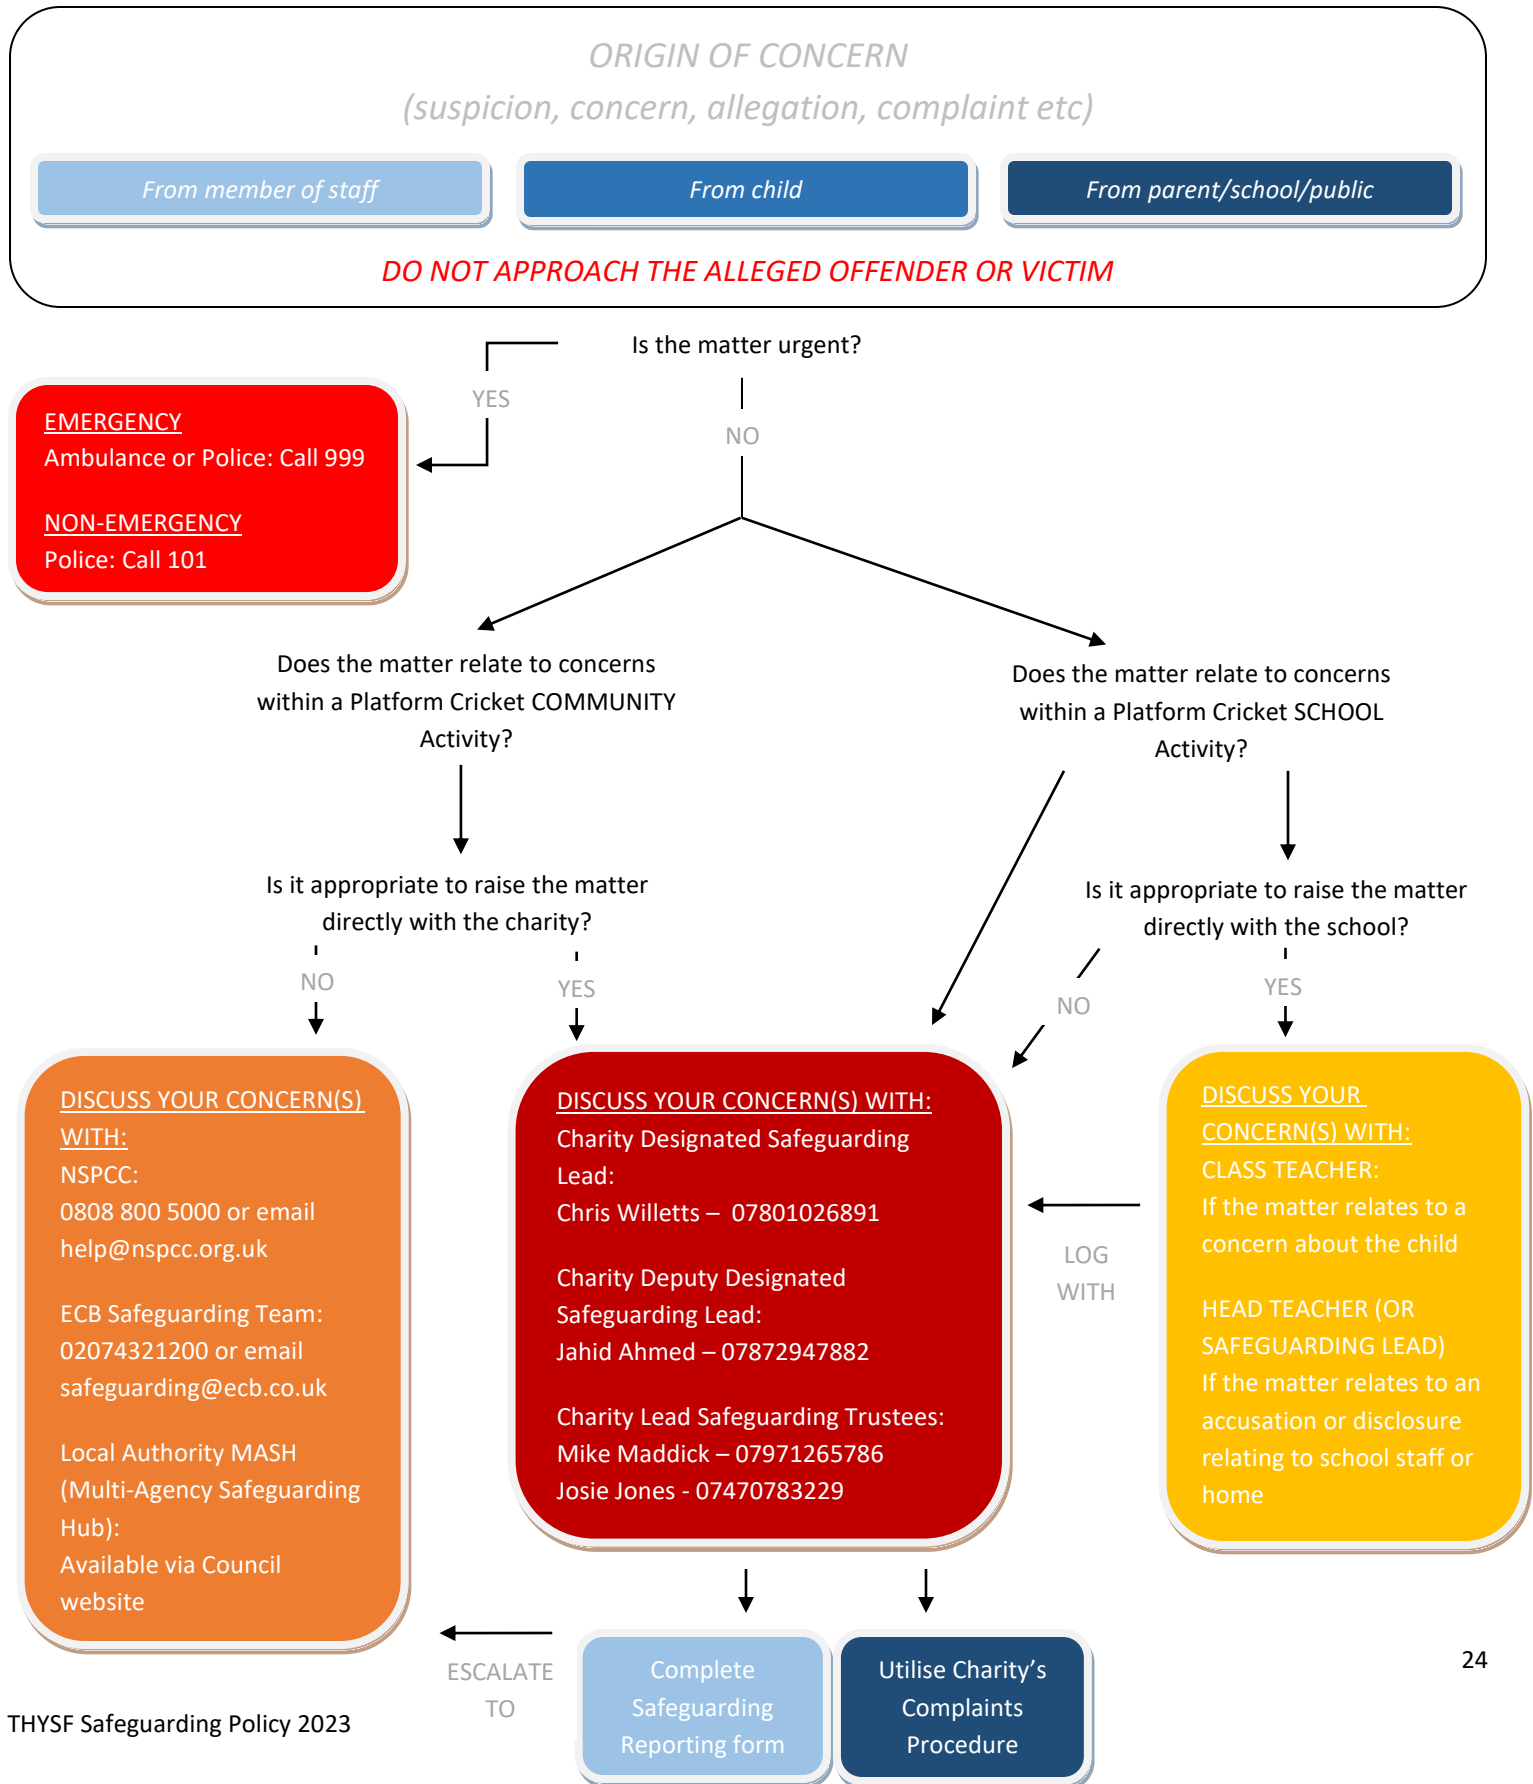 ORIGIN OF CONCERN
(suspicion, concern, allegation, complaint etc)
From member of staff
From child
From parent/school/public
DO NOT APPROACH THE ALLEGED OFFENDER OR VICTIM
Is the matter urgent?
YES
NO
EMERGENCY
Ambulance or Police: Call 999
NON-EMERGENCY
Police: Call 101
Does the matter relate to concerns
within a Platform Cricket COMMUNITY
Activity?
Does the matter relate to concerns
within a Platform Cricket SCHOOL
Activity?
Is it appropriate to raise the matter
directly with the charity?
Is it appropriate to raise the matter
directly with the school?
NO
YES
NO
YES
DISCUSS YOUR CONCERN(S)
WITH:
NSPCC:
0808 800 5000 or email
help@nspcc.org.uk
ECB Safeguarding Team:
02074321200 or email
safeguarding@ecb.co.uk
Local Authority MASH
(Multi-Agency Safeguarding
Hub):
Available via Council
website
DISCUSS YOUR CONCERN(S) WITH:
Charity Designated Safeguarding
Lead:
Chris Willetts – 07801026891
Charity Deputy Designated
Safeguarding Lead:
Jahid Ahmed – 07872947882
Charity Lead Safeguarding Trustees:
Mike Maddick – 07971265786
Josie Jones - 07470783229
LOG
WITH
DISCUSS YOUR
CONCERN(S) WITH:
CLASS TEACHER:
If the matter relates to a
concern about the child
HEAD TEACHER (OR
SAFEGUARDING LEAD)
If the matter relates to an
accusation or disclosure
relating to school staff or
home
ESCALATE
TO
Complete
Safeguarding
Reporting form
Utilise Charity’s
Complaints
Procedure
24
THYSF Safeguarding Policy 2023